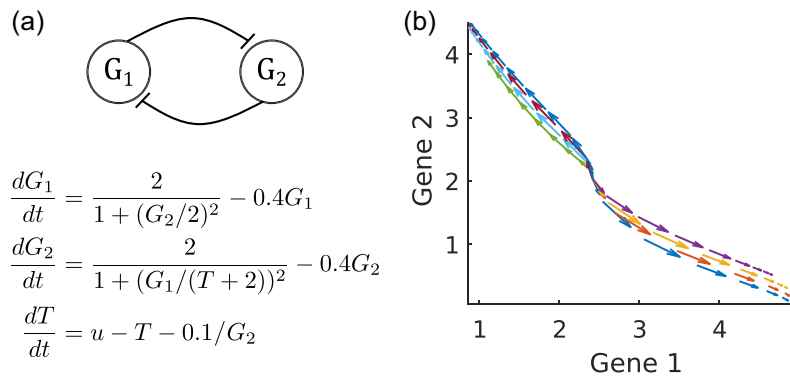 (a)
G₁ G₂
dG₁/dt = 2/(1 + (G₂/2)²) − 0.4G₁
dG₂/dt = 2/(1 + (G₁/(T + 2))²) − 0.4G₂
dT/dt = u − T − 0.1/G₂
(b)
Gene 2
4
3
2
1
1 2 3 4
Gene 1